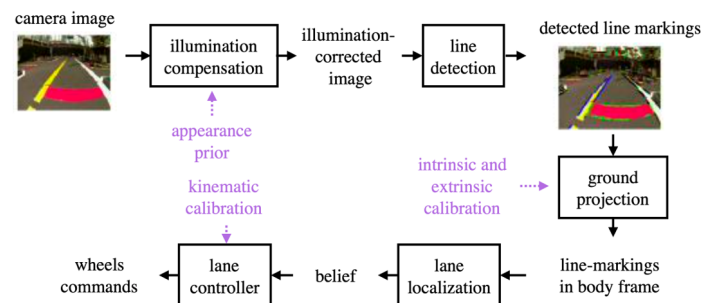 camera image
illumination
compensation
illumination-
corrected
image
line
detection
detected line markings
appearance
prior
kinematic
calibration
intrinsic and
extrinsic
calibration
ground
projection
wheels
commands
lane
controller
belief
lane
localization
line-markings
in body frame